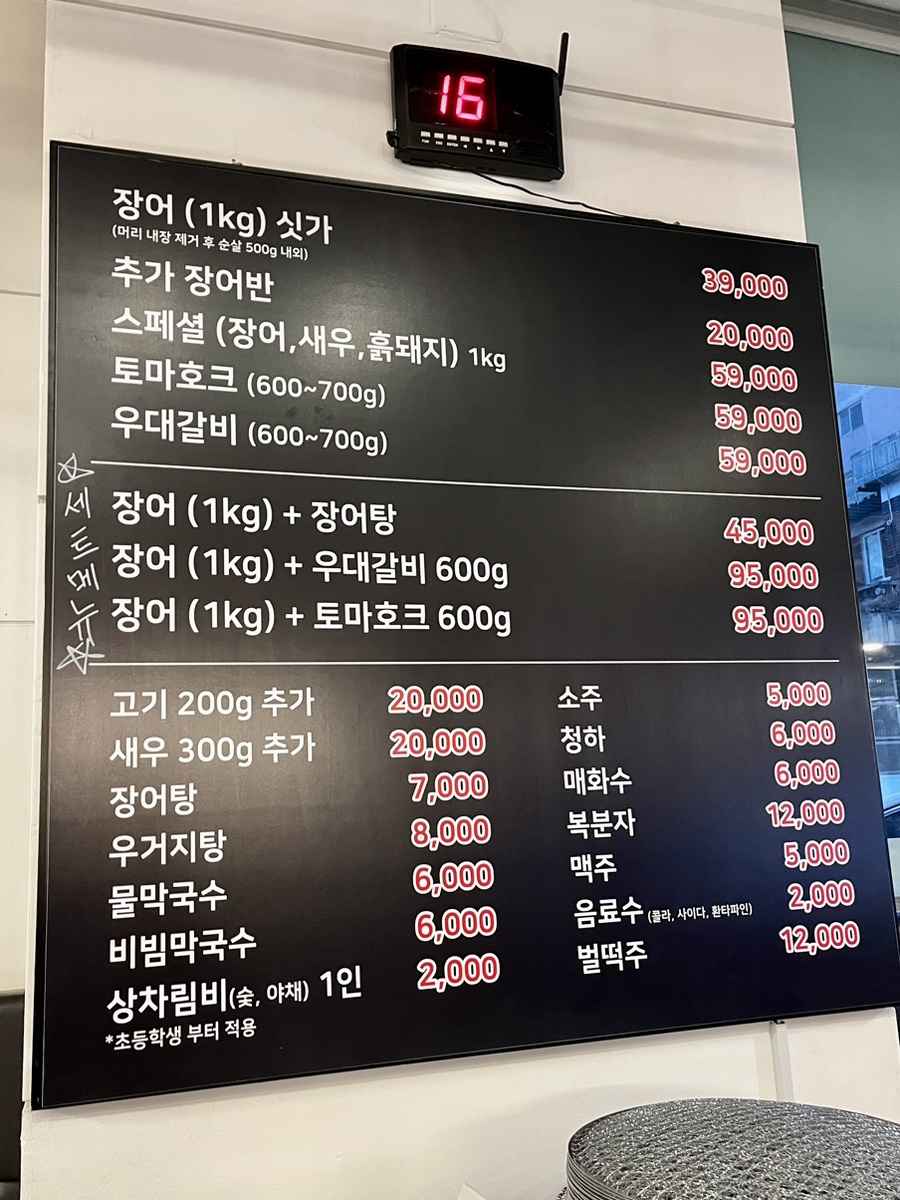 16
장어 (1kg) 싯가 39,000
(머리 내장 제거 후 순살 500g 내외)
추가 장어반 20,000
스페셜 (장어,새우,흙돼지) 1kg 59,000
토마호크 (600~700g) 59,000
우대갈비 (600~700g) 59,000
☆세트메뉴☆
장어 (1kg) + 장어탕 45,000
장어 (1kg) + 우대갈비 600g 95,000
장어 (1kg) + 토마호크 600g 95,000
고기 200g 추가 20,000
새우 300g 추가 20,000
장어탕 7,000
우거지탕 8,000
물막국수 6,000
비빔막국수 6,000
상차림비(숯, 야채) 1인 2,000
*초등학생 부터 적용
소주 5,000
청하 6,000
매화수 6,000
복분자 12,000
맥주 5,000
음료수 (콜라, 사이다, 환타파인) 2,000
벌떡주 12,000